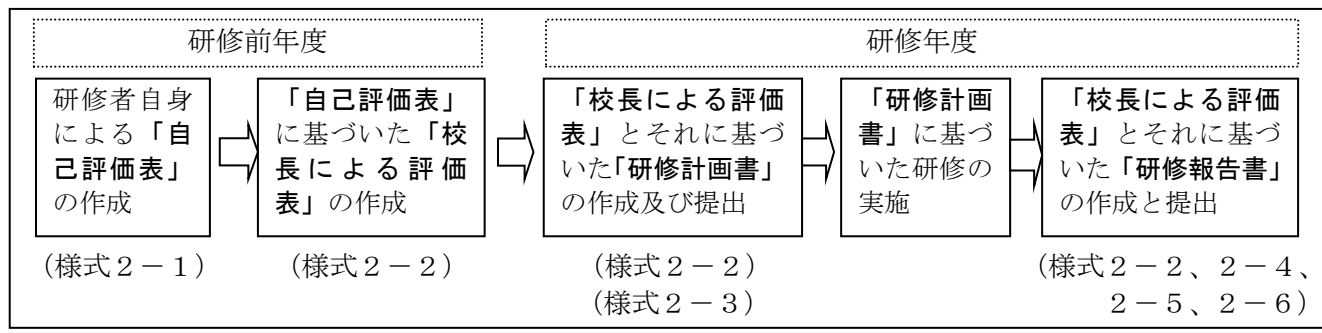 研修前年度
研修年度
研修者自身
による「自
己評価表」
の作成
「自己評価表」
に基づいた「校
長による評価
表」の作成
「校長による評価
表」とそれに基づ
いた「研修計画書」
の作成及び提出
「研修計画
書」に基づ
いた研修の
実施
「校長による評価
表」とそれに基づ
いた「研修報告書」
の作成と提出
（様式２－１）
（様式２－２）
（様式２－２）
（様式２－３）
（様式２－２、２－４、
２－５、２－６）